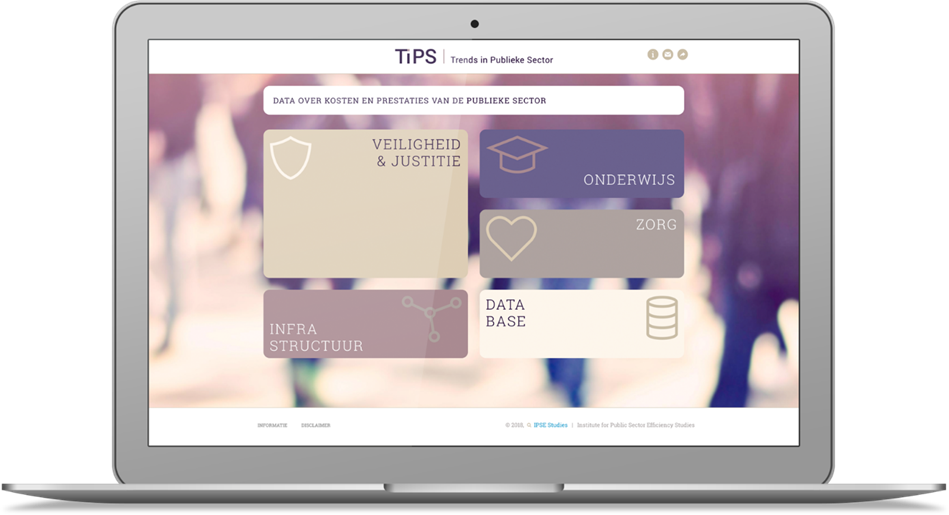 TiPS | Trends in Publieke Sector
DATA OVER KOSTEN EN PRESTATIES VAN DE PUBLIEKE SECTOR
VEILIGHEID
& JUSTITIE
ONDERWIJS
ZORG
INFRA
STRUCTUUR
DATA
BASE
INFORMATIE DISCLAIMER
IPSE Studies | Institute for Public Sector Efficiency Studies